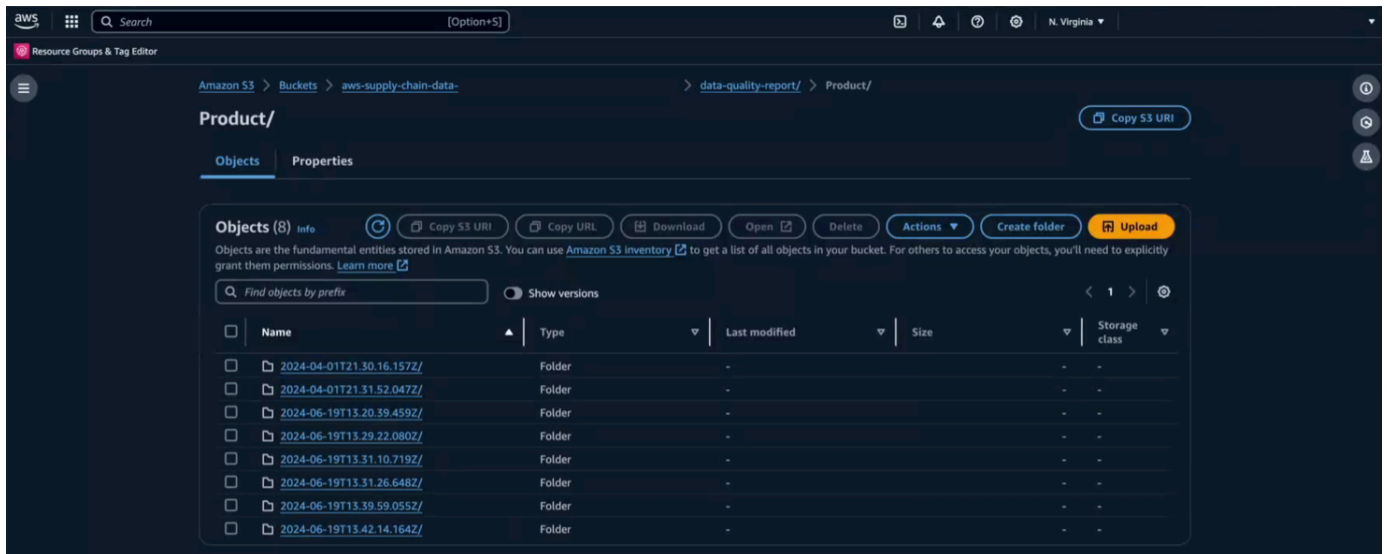 aws Search [Option+S] N. Virginia
Resource Groups & Tag Editor
Amazon S3 > Buckets > aws-supply-chain-data- > data-quality-report/ > Product/
Product/ Copy S3 URI
Objects Properties
Objects (8) Info Copy S3 URI Copy URL Download Open Delete Actions Create folder Upload
Objects are the fundamental entities stored in Amazon S3. You can use Amazon S3 inventory to get a list of all objects in your bucket. For others to access your objects, you'll need to explicitly
grant them permissions. Learn more
Find objects by prefix Show versions < 1 >
Name Type Last modified Size Storage class
2024-04-01T21.30.16.157Z/ Folder - - -
2024-04-01T21.31.52.047Z/ Folder - - -
2024-06-19T13.20.39.459Z/ Folder - - -
2024-06-19T13.29.22.080Z/ Folder - - -
2024-06-19T13.31.10.719Z/ Folder - - -
2024-06-19T13.31.26.648Z/ Folder - - -
2024-06-19T13.39.59.055Z/ Folder - - -
2024-06-19T13.42.14.164Z/ Folder - - -